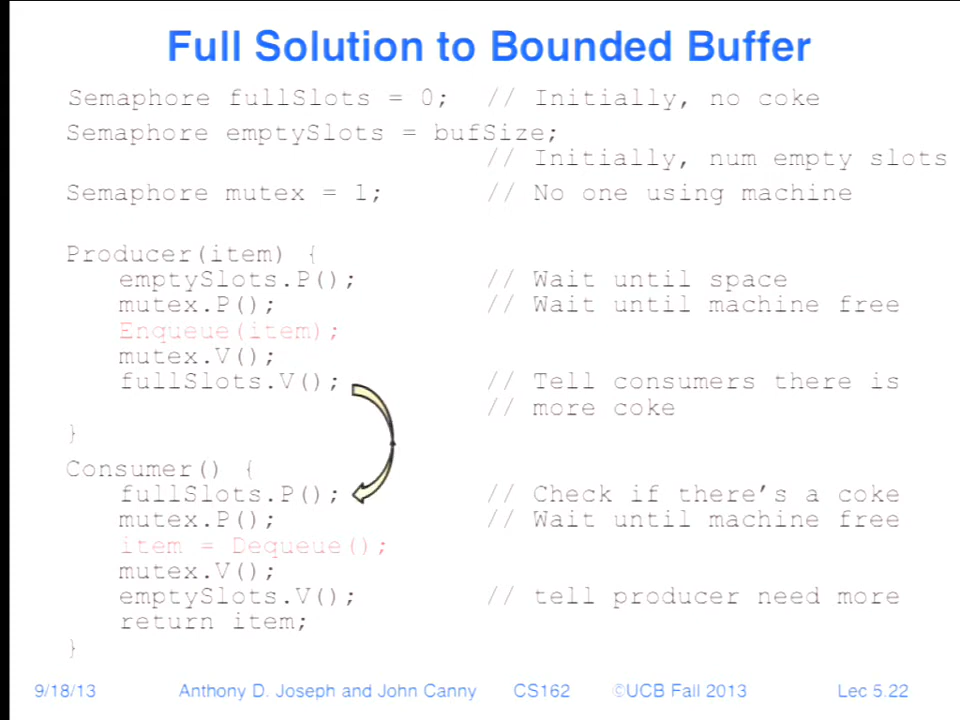 Full Solution to Bounded Buffer
Semaphore fullSlots = 0; // Initially, no coke
Semaphore emptySlots = bufSize;
// Initially, num empty slots
Semaphore mutex = 1; // No one using machine
Producer(item) {
emptySlots.P(); // Wait until space
mutex.P(); // Wait until machine free
Enqueue(item);
mutex.V();
fullSlots.V(); // Tell consumers there is
// more coke
}
Consumer() {
fullSlots.P(); // Check if there’s a coke
mutex.P(); // Wait until machine free
item = Dequeue();
mutex.V();
emptySlots.V(); // tell producer need more
return item;
}
9/18/13 Anthony D. Joseph and John Canny CS162 ©UCB Fall 2013 Lec 5.22